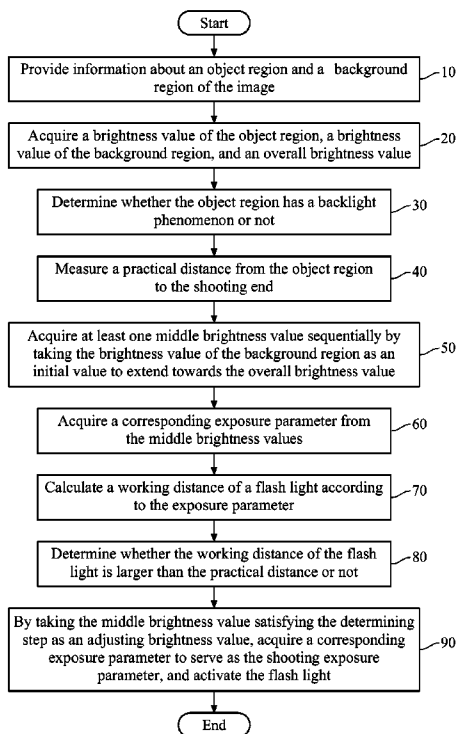 Start
Provide information about an object region and a background
region of the image
10
Acquire a brightness value of the object region, a brightness
value of the background region, and an overall brightness value
20
Determine whether the object region has a backlight
phenomenon or not
30
Measure a practical distance from the object region
to the shooting end
40
Acquire at least one middle brightness value sequentially by
taking the brightness value of the background region as an
initial value to extend towards the overall brightness value
50
Acquire a corresponding exposure parameter from
the middle brightness values
60
Calculate a working distance of a flash light according
to the exposure parameter
70
Determine whether the working distance of the flash
light is larger than the practical distance or not
80
By taking the middle brightness value satisfying the determining
step as an adjusting brightness value, acquire a corresponding
exposure parameter to serve as the shooting exposure
parameter, and activate the flash light
90
End